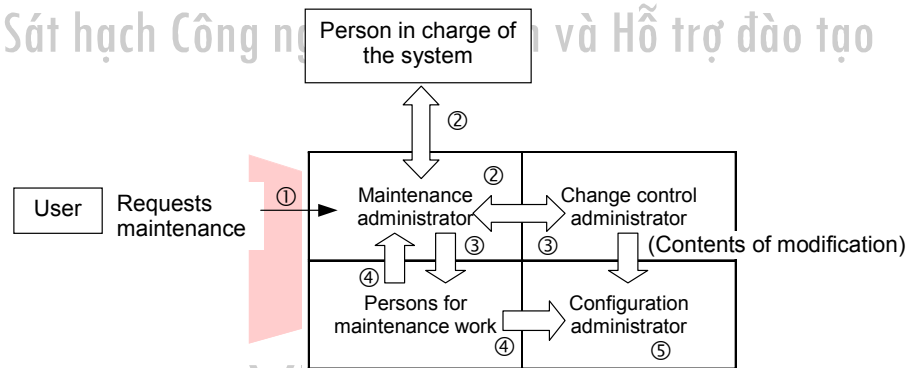 Sát hạch Công
và Hỗ trợ đào tạo
Person in charge of
the system
②
User
Requests
maintenance
①
Maintenance
administrator
②
Change control
administrator
③
③
(Contents of modification)
④
Persons for
maintenance work
④
Configuration
administrator
⑤